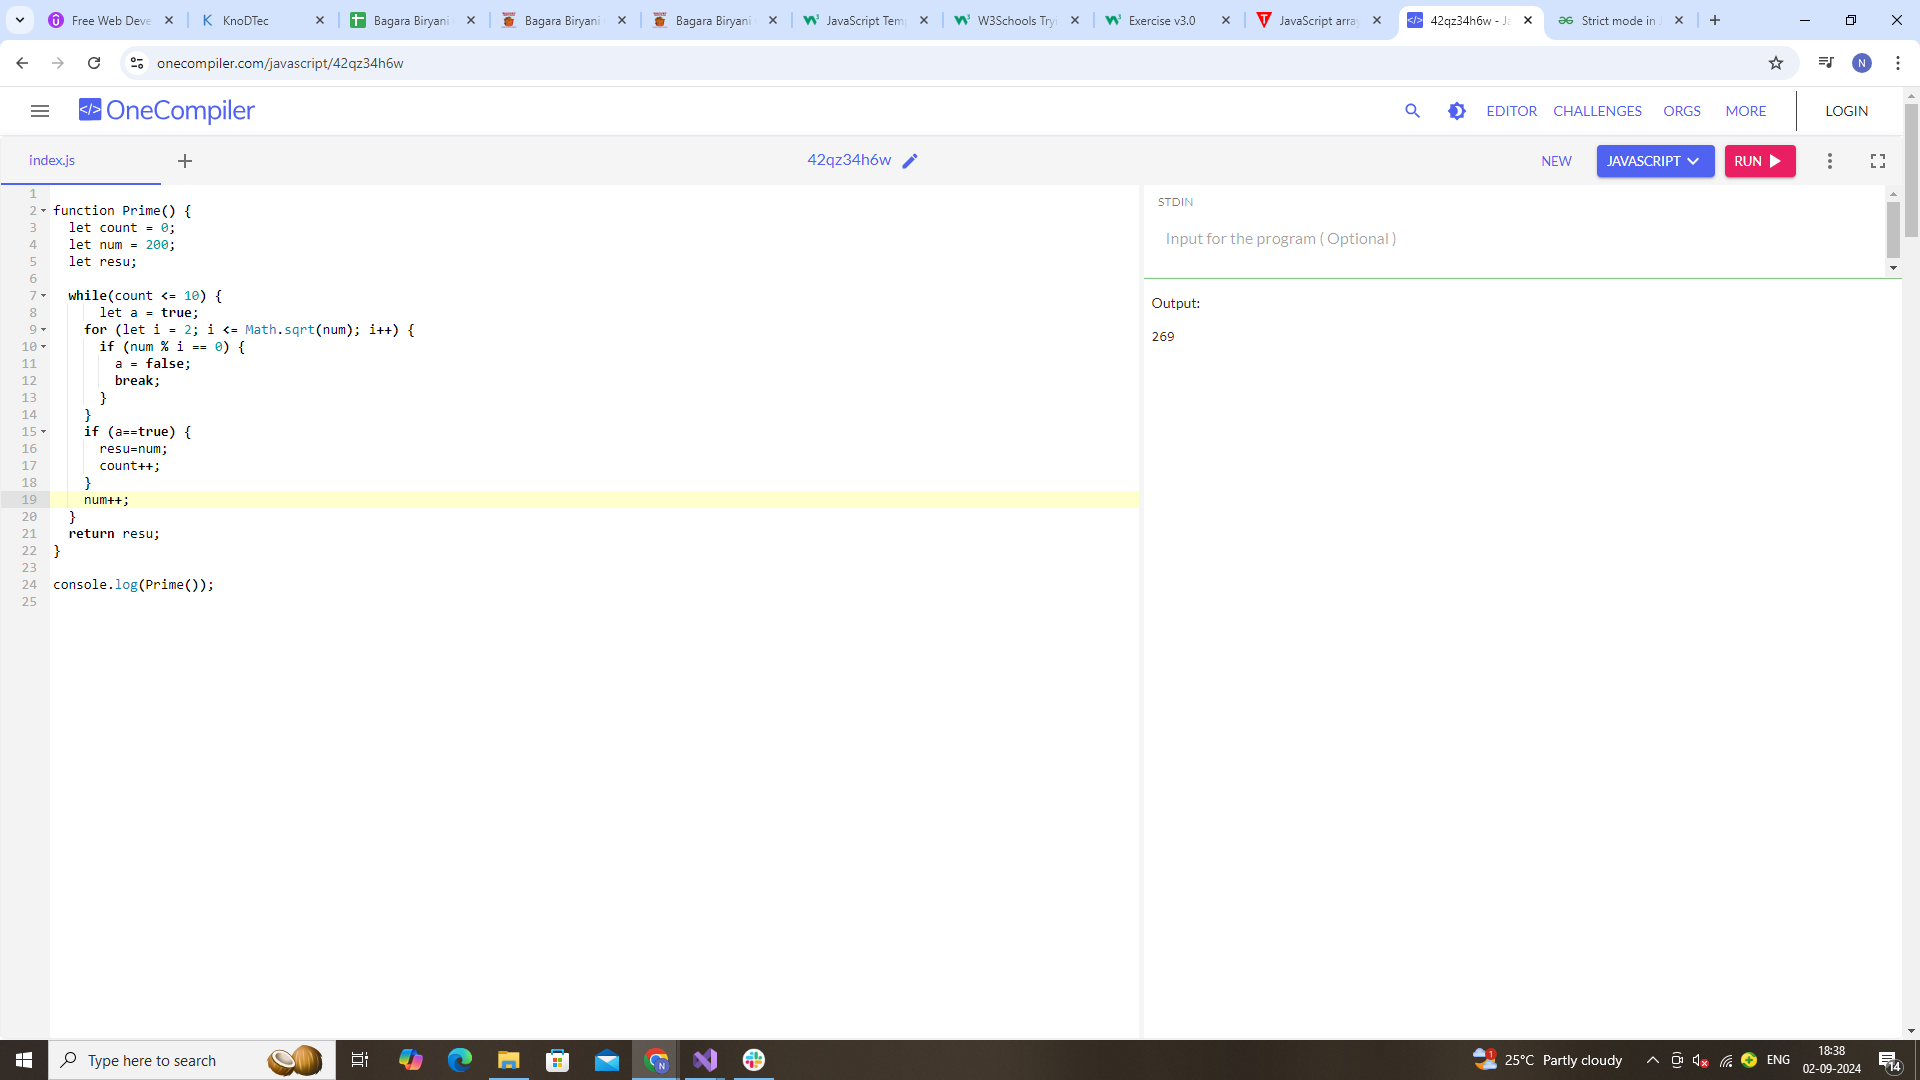 Free Web Deve
KnoDTec
Bagara Biryani
Bagara Biryani
Bagara Biryani
JavaScript Tem
W3Schools Tryi
Exercise v3.0
JavaScript array
42qz34h6w - Ja
Strict mode in J
onecompiler.com/javascript/42qz34h6w
N
</> OneCompiler
EDITOR
CHALLENGES
ORGS
MORE
LOGIN
index.js
42qz34h6w
NEW
JAVASCRIPT
RUN
1
2 function Prime() {
3 let count = 0;
4 let num = 200;
5 let resu;
6
7 while(count <= 10) {
8 let a = true;
9 for (let i = 2; i <= Math.sqrt(num); i++) {
10 if (num % i == 0) {
11 a = false;
12 break;
13 }
14 }
15 if (a==true) {
16 resu=num;
17 count++;
18 }
19 num++;
20 }
21 return resu;
22 }
23
24 console.log(Prime());
25
STDIN
Input for the program ( Optional )
Output:
269
Type here to search
1
25°C Partly cloudy
ENG
18:38
02-09-2024
14